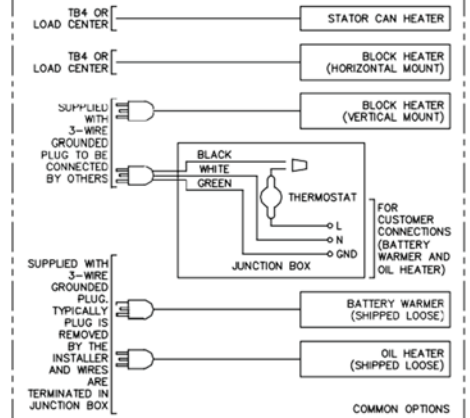 TB4 OR
LOAD CENTER
STATOR CAN HEATER
TB4 OR
LOAD CENTER
BLOCK HEATER
(HORIZONTAL MOUNT)
SUPPLIED
WITH
3-WIRE
GROUNDED
PLUG TO BE
CONNECTED
BY OTHERS
BLOCK HEATER
(VERTICAL MOUNT)
BLACK
WHITE
GREEN
THERMOSTAT
L
N
GND
JUNCTION BOX
FOR
CUSTOMER
CONNECTIONS
(BATTERY
WARMER AND
OIL HEATER)
SUPPLIED WITH
3-WIRE
GROUNDED
PLUG.
TYPICALLY
PLUG IS
REMOVED
BY THE
INSTALLER
AND WIRES
ARE
TERMINATED IN
JUNCTION BOX
BATTERY WARMER
(SHIPPED LOOSE)
OIL HEATER
(SHIPPED LOOSE)
COMMON OPTIONS